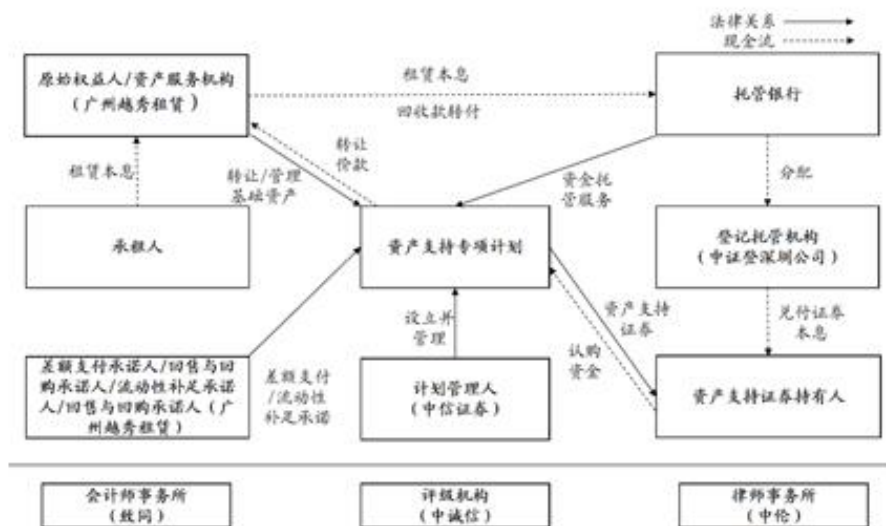 法律关系
现金流
原始权益人/资产服务机构
(广州越秀租赁)
租赁本息
回收款转付
托管银行
租赁本息
转让/管理
基础资产
转让
价款
资金托
管服务
分配
承租人
资产支持专项计划
登记托管机构
(中证登深圳公司)
设立并
管理
资产支持
证券
认购
资金
兑付证券
本息
差额支付承诺人/回售与回
购承诺人/流动性补足承诺
人/回售与回购承诺人(广
州越秀租赁)
差额支付
/流动性
补足承诺
计划管理人
(中信证券)
资产支持证券持有人
会计师事务所
(致同)
评级机构
(中诚信)
律师事务所
(中伦)